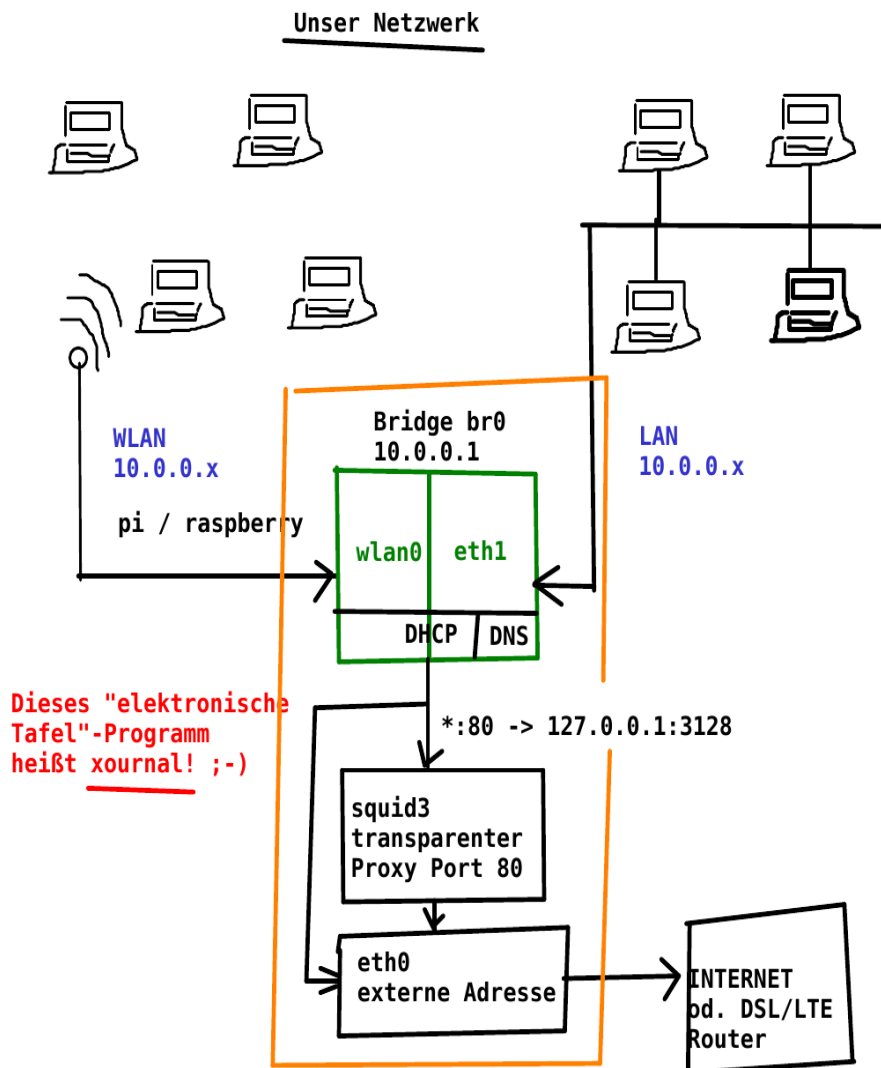 Unser Netzwerk
Bridge br0
10.0.0.1
WLAN
10.0.0.x
LAN
10.0.0.x
pi / raspberry
wlan0
eth1
DHCP
DNS
Dieses "elektronische
Tafel"-Programm
heißt xournal! ;-)
*:80 -> 127.0.0.1:3128
squid3
transparenter
Proxy Port 80
eth0
externe Adresse
INTERNET
od. DSL/LTE
Router